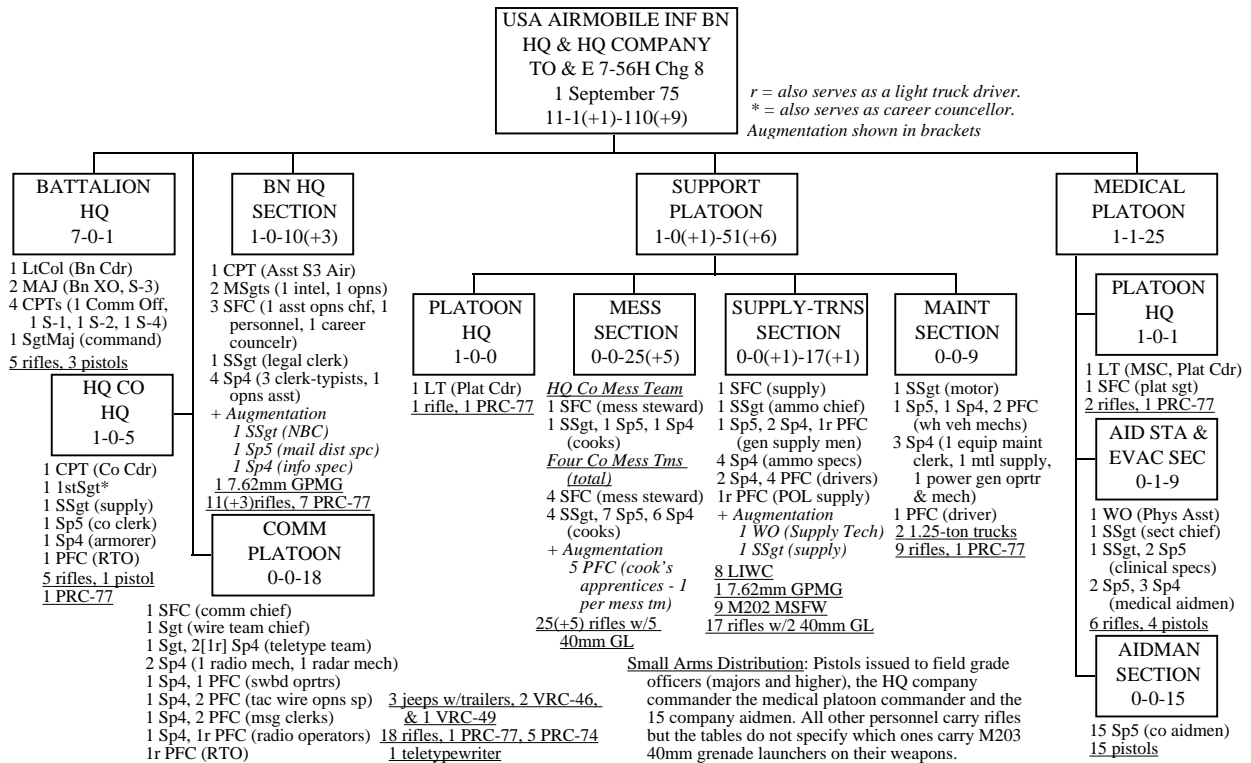 USA AIRMOBILE INF BN
HQ & HQ COMPANY
TO & E 7-56H Chg 8
1 September 75
11-1(+1)-110(+9)
r = also serves as a light truck driver.
* = also serves as career councellor.
Augmentation shown in brackets
BATTALION
HQ
7-0-1
1 LtCol (Bn Cdr)
2 MAJ (Bn XO, S-3)
4 CPTs (1 Comm Off,
1 S-1, 1 S-2, 1 S-4)
1 SgtMaj (command)
5 rifles, 3 pistols
HQ CO
HQ
1-0-5
1 CPT (Co Cdr)
1 1stSgt*
1 SSgt (supply)
1 Sp5 (co clerk)
1 Sp4 (armorer)
1 PFC (RTO)
5 rifles, 1 pistol
1 PRC-77
BN HQ
SECTION
1-0-10(+3)
1 CPT (Asst S3 Air)
2 MSgts (1 intel, 1 opns)
3 SFC (1 asst opns chf, 1
personnel, 1 career
councelr)
1 SSgt (legal clerk)
4 Sp4 (3 clerk-typists, 1
opns asst)
+ Augmentation
1 SSgt (NBC)
1 Sp5 (mail dist spc)
1 Sp4 (info spec)
1 7.62mm GPMG
11(+3)rifles, 7 PRC-77
COMM
PLATOON
0-0-18
1 SFC (comm chief)
1 Sgt (wire team chief)
1 Sgt, 2[1r] Sp4 (teletype team)
2 Sp4 (1 radio mech, 1 radar mech)
1 Sp4, 1 PFC (swbd oprtrs)
1 Sp4, 2 PFC (tac wire opns sp)
1 Sp4, 2 PFC (msg clerks)
1 Sp4, 1r PFC (radio operators)
1r PFC (RTO)
3 jeeps w/trailers, 2 VRC-46,
& 1 VRC-49
18 rifles, 1 PRC-77, 5 PRC-74
1 teletypewriter
SUPPORT
PLATOON
1-0(+1)-51(+6)
PLATOON
HQ
1-0-0
1 LT (Plat Cdr)
1 rifle, 1 PRC-77
MESS
SECTION
0-0-25(+5)
HQ Co Mess Team
1 SFC (mess steward)
1 SSgt, 1 Sp5, 1 Sp4
(cooks)
Four Co Mess Tms
(total)
4 SFC (mess steward)
4 SSgt, 7 Sp5, 6 Sp4
(cooks)
+ Augmentation
5 PFC (cook's
apprentices - 1
per mess tm)
25(+5) rifles w/5
40mm GL
SUPPLY-TRNS
SECTION
0-0(+1)-17(+1)
1 SFC (supply)
1 SSgt (ammo chief)
1 Sp5, 2 Sp4, 1r PFC
(gen supply men)
4 Sp4 (ammo specs)
2 Sp4, 4 PFC (drivers)
1r PFC (POL supply)
+ Augmentation
1 WO (Supply Tech)
1 SSgt (supply)
8 LIWC
1 7.62mm GPMG
9 M202 MSFW
17 rifles w/2 40mm GL
MAINT
SECTION
0-0-9
1 SSgt (motor)
1 Sp5, 1 Sp4, 2 PFC
(wh veh mechs)
3 Sp4 (1 equip maint
clerk, 1 mtl supply,
1 power gen oprtr
& mech)
1 PFC (driver)
2 1.25-ton trucks
9 rifles, 1 PRC-77
MEDICAL
PLATOON
1-1-25
PLATOON
HQ
1-0-1
1 LT (MSC, Plat Cdr)
1 SFC (plat sgt)
2 rifles, 1 PRC-77
AID STA &
EVAC SEC
0-1-9
1 WO (Phys Asst)
1 SSgt (sect chief)
1 SSgt, 2 Sp5
(clinical specs)
2 Sp5, 3 Sp4
(medical aidmen)
6 rifles, 4 pistols
AIDMAN
SECTION
0-0-15
15 Sp5 (co aidmen)
15 pistols
Small Arms Distribution: Pistols issued to field grade
officers (majors and higher), the HQ company
commander the medical platoon commander and the
15 company aidmen. All other personnel carry rifles
but the tables do not specify which ones carry M203
40mm grenade launchers on their weapons.